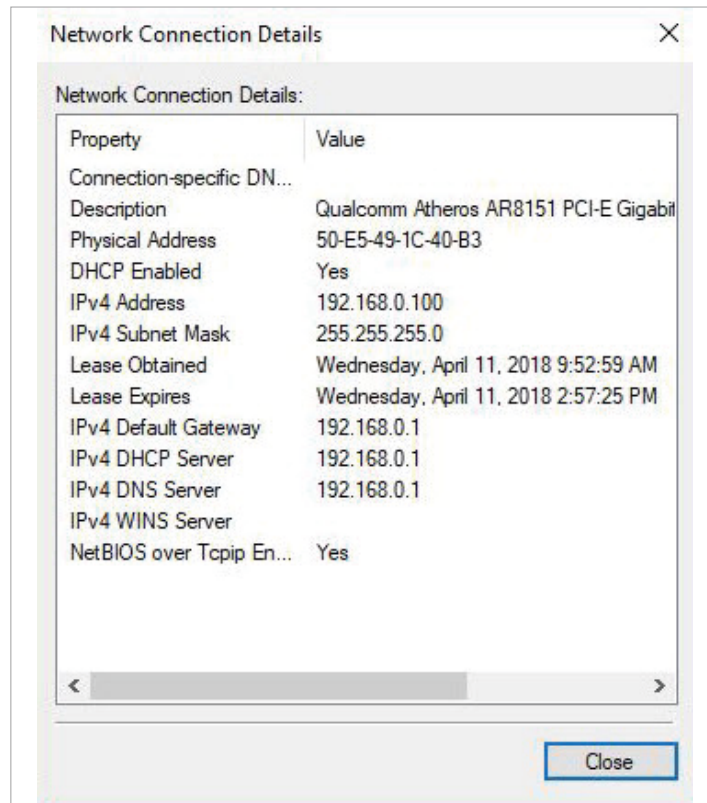 Network Connection Details
Network Connection Details:
Property Value
Connection-specific DN...
Description Qualcomm Atheros AR8151 PCI-E Gigabit
Physical Address 50-E5-49-1C-40-B3
DHCP Enabled Yes
IPv4 Address 192.168.0.100
IPv4 Subnet Mask 255.255.255.0
Lease Obtained Wednesday, April 11, 2018 9:52:59 AM
Lease Expires Wednesday, April 11, 2018 2:57:25 PM
IPv4 Default Gateway 192.168.0.1
IPv4 DHCP Server 192.168.0.1
IPv4 DNS Server 192.168.0.1
IPv4 WINS Server
NetBIOS over Tcpip En... Yes
Close